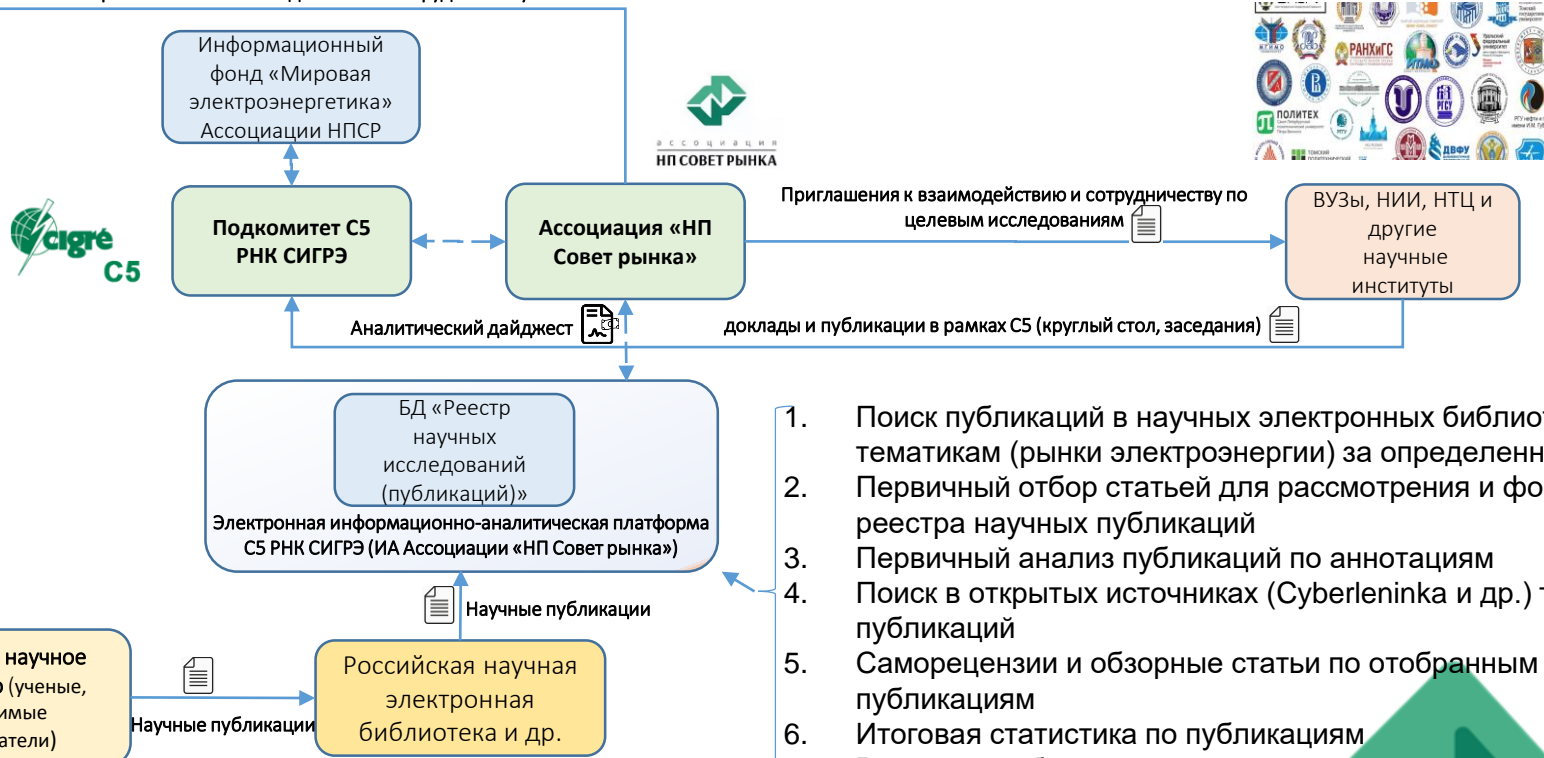 Информационный
фонд «Мировая
электроэнергетика»
Ассоциации НПСР
ассоциация
НП СОВЕТ РЫНКА
МГИМО
РАНХиГС
ПОЛИТЕХ
РГСУ
ДВФУ
cigré
C5
Подкомитет С5
РНК СИГРЭ
Ассоциация «НП
Совет рынка»
Приглашения к взаимодействию и сотрудничеству по
целевым исследованиям
ВУЗы, НИИ, НТЦ и
другие
научные
институты
Аналитический дайджест
доклады и публикации в рамках С5 (круглый стол, заседания)
БД «Реестр
научных
исследований
(публикаций)»
Электронная информационно-аналитическая платформа
С5 РНК СИГРЭ (ИА Ассоциации «НП Совет рынка»)
Научные публикации
научное
(ученые,
Научные публикации
Российская научная
электронная
библиотека и др.
1. Поиск публикаций в научных электронных
тематикам (рынки электроэнергии) за
2. Первичный отбор статьей для рассмотрения и
реестра научных публикаций
3. Первичный анализ публикаций по аннотациям
4. Поиск в открытых источниках (Cyberleninka и др.)
публикаций
5. Саморецензии и обзорные статьи по отобранным
публикациям
6. Итоговая статистика по публикациям